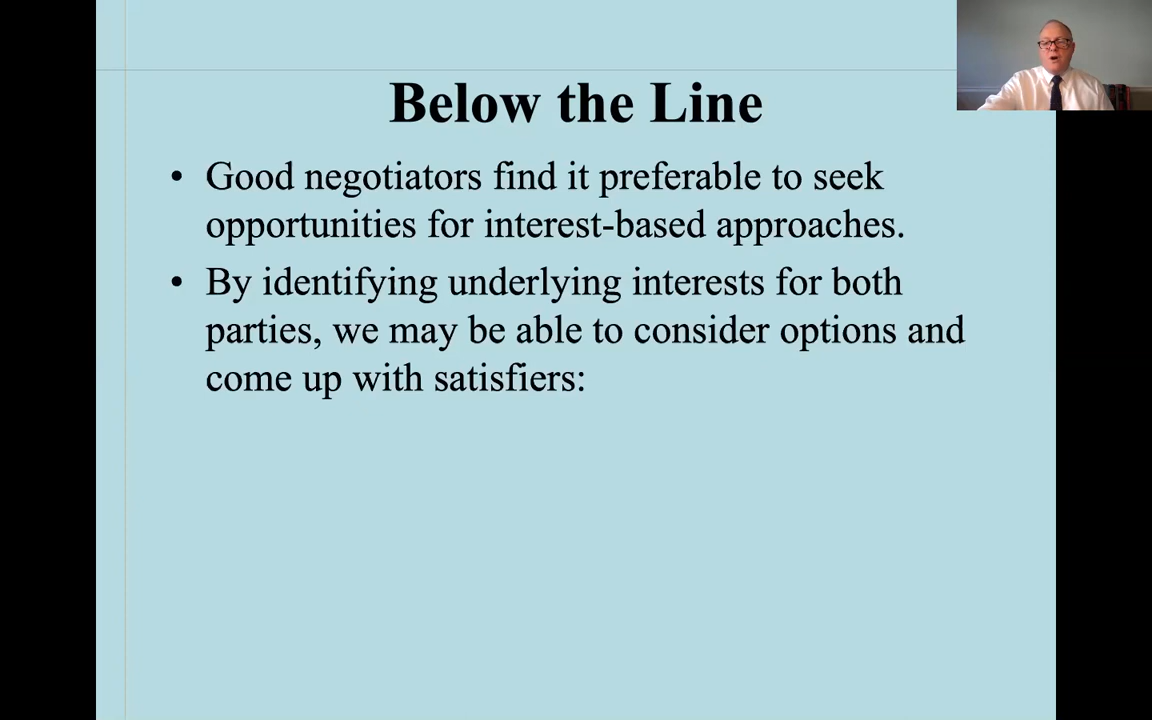 Below the Line
• Good negotiators find it preferable to seek
opportunities for interest-based approaches.
• By identifying underlying interests for both
parties, we may be able to consider options and
come up with satisfiers: